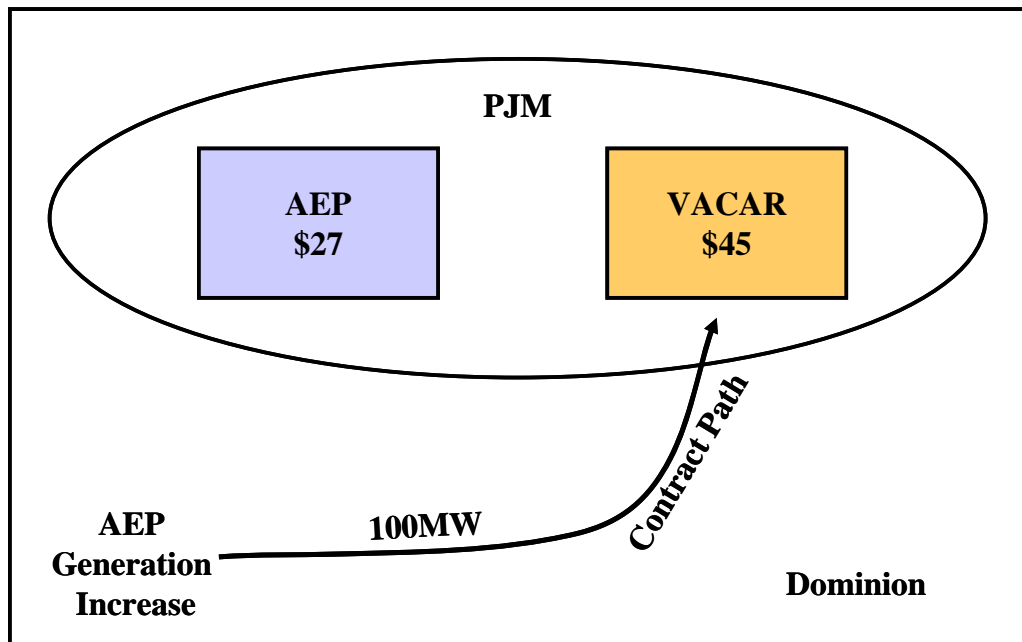 PJM
AEP
$27
VACAR
$45
Contract Path
100MW
AEP
Generation
Increase
Dominion